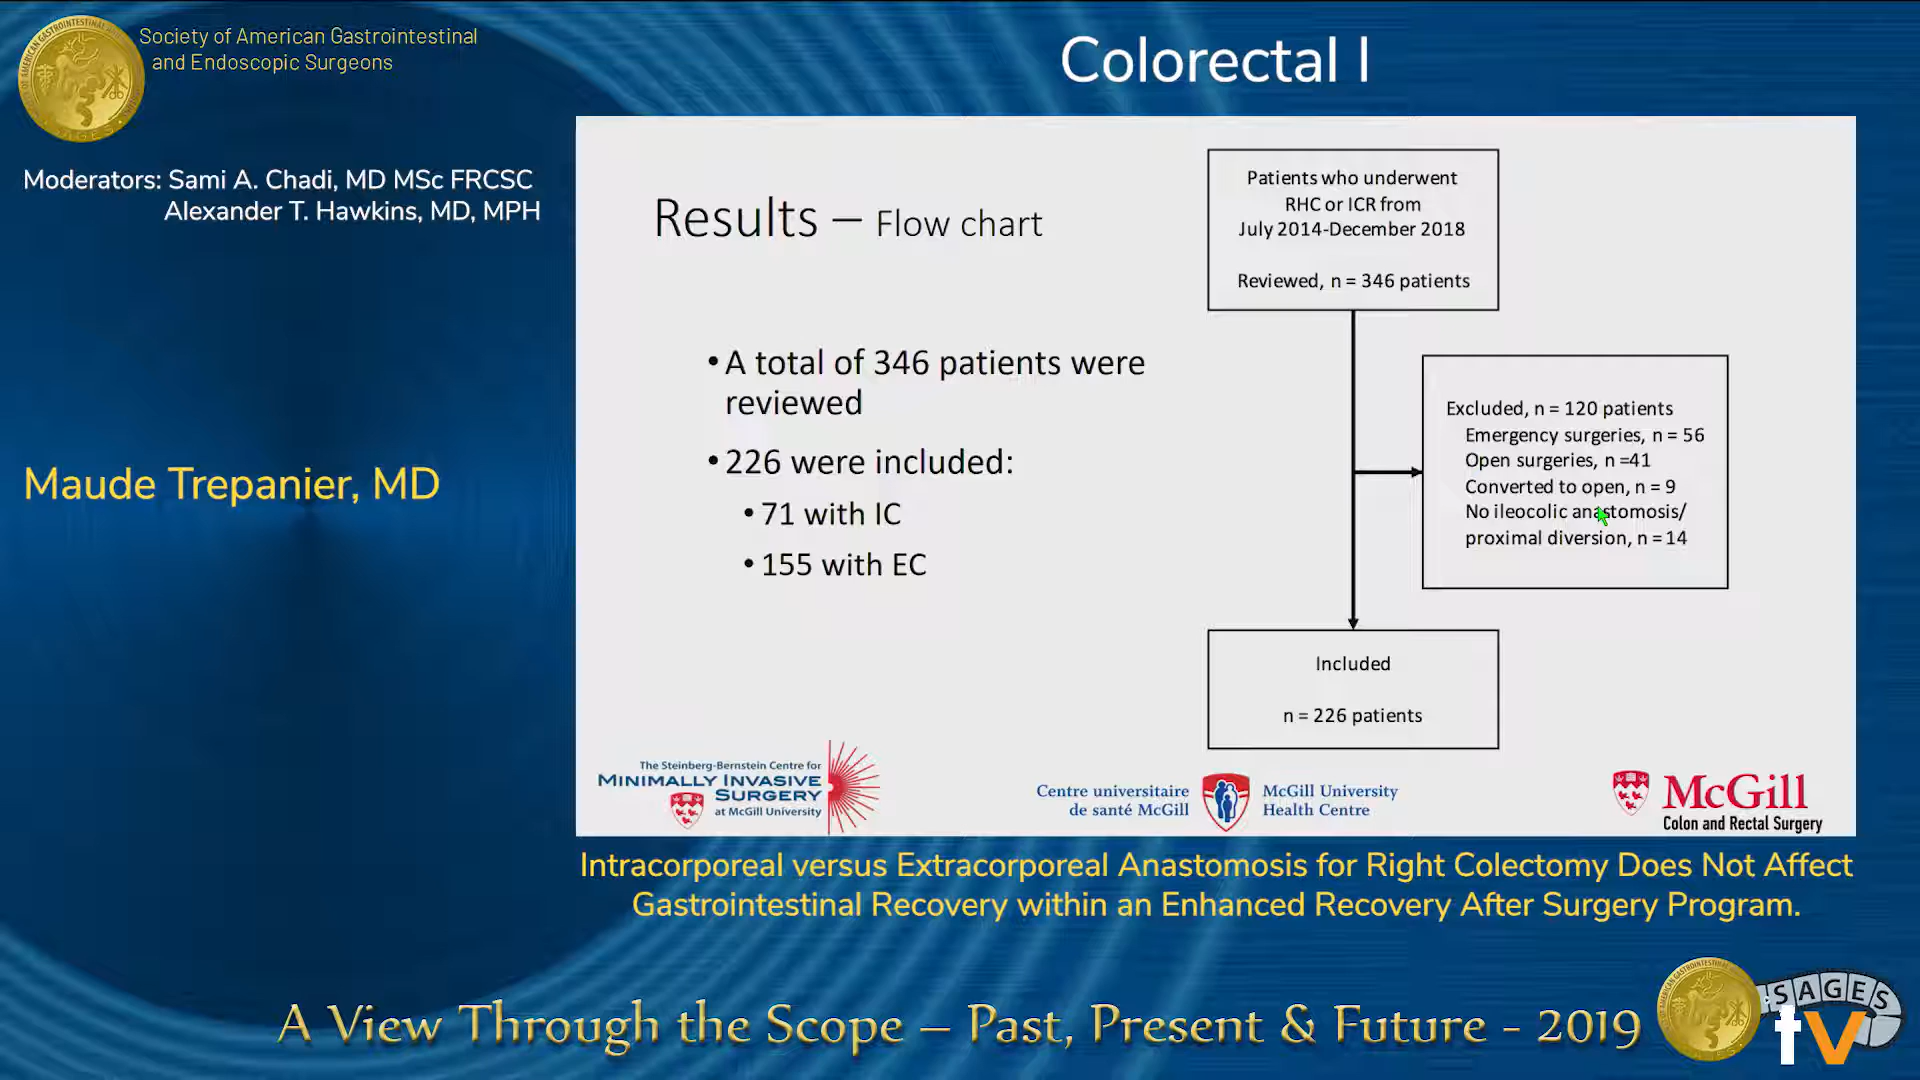 Society of American Gastrointestinal
and Endoscopic Surgeons
Colorectal I
Moderators: Sami A. Chadi, MD MSc FRCSC
Alexander T. Hawkins, MD, MPH
Maude Trepanier, MD
Results – Flow chart
•A total of 346 patients were
reviewed
•226 were included:
•71 with IC
•155 with EC
Patients who underwent
RHC or ICR from
July 2014-December 2018
Reviewed, n = 346 patients
Excluded, n = 120 patients
Emergency surgeries, n = 56
Open surgeries, n =41
Converted to open, n = 9
No ileocolic anastomosis/
proximal diversion, n = 14
Included
n = 226 patients
The Steinberg-Bernstein Centre for
MINIMALLY INVASIVE
SURGERY
at McGill University
Centre universitaire
de santé McGill
McGill University
Health Centre
McGill
Colon and Rectal Surgery
Intracorporeal versus Extracorporeal Anastomosis for Right Colectomy Does Not Affect
Gastrointestinal Recovery within an Enhanced Recovery After Surgery Program.
A View Through the Scope – Past, Present & Future - 2019
SAGES
tv